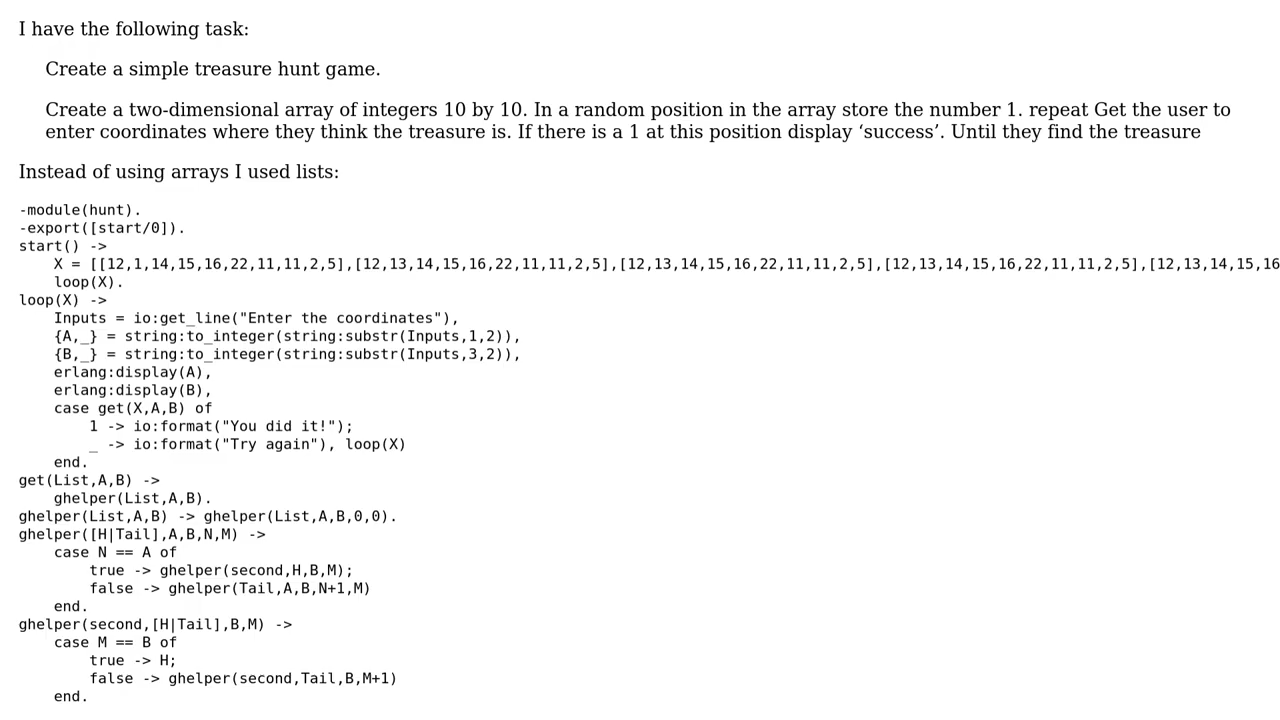 I have the following task:
Create a simple treasure hunt game.
Create a two-dimensional array of integers 10 by 10. In a random position in the array store the number 1. repeat Get the user to
enter coordinates where they think the treasure is. If there is a 1 at this position display ‘success’. Until they find the treasure
Instead of using arrays I used lists:
-module(hunt).
-export([start/0]).
start() ->
    X = [[12,1,14,15,16,22,11,11,2,5],[12,13,14,15,16,22,11,11,2,5],[12,13,14,15,16,22,11,11,2,5],[12,13,14,15,16,22,11,11,2,5],[12,13,14,15,16
    loop(X).
loop(X) ->
    Inputs = io:get_line("Enter the coordinates"),
    {A,_} = string:to_integer(string:substr(Inputs,1,2)),
    {B,_} = string:to_integer(string:substr(Inputs,3,2)),
    erlang:display(A),
    erlang:display(B),
    case get(X,A,B) of
        1 -> io:format("You did it!");
        _ -> io:format("Try again"), loop(X)
    end.
get(List,A,B) ->
    ghelper(List,A,B).
ghelper(List,A,B) -> ghelper(List,A,B,0,0).
ghelper([H|Tail],A,B,N,M) ->
    case N == A of
        true -> ghelper(second,H,B,M);
        false -> ghelper(Tail,A,B,N+1,M)
    end.
ghelper(second,[H|Tail],B,M) ->
    case M == B of
        true -> H;
        false -> ghelper(second,Tail,B,M+1)
    end.